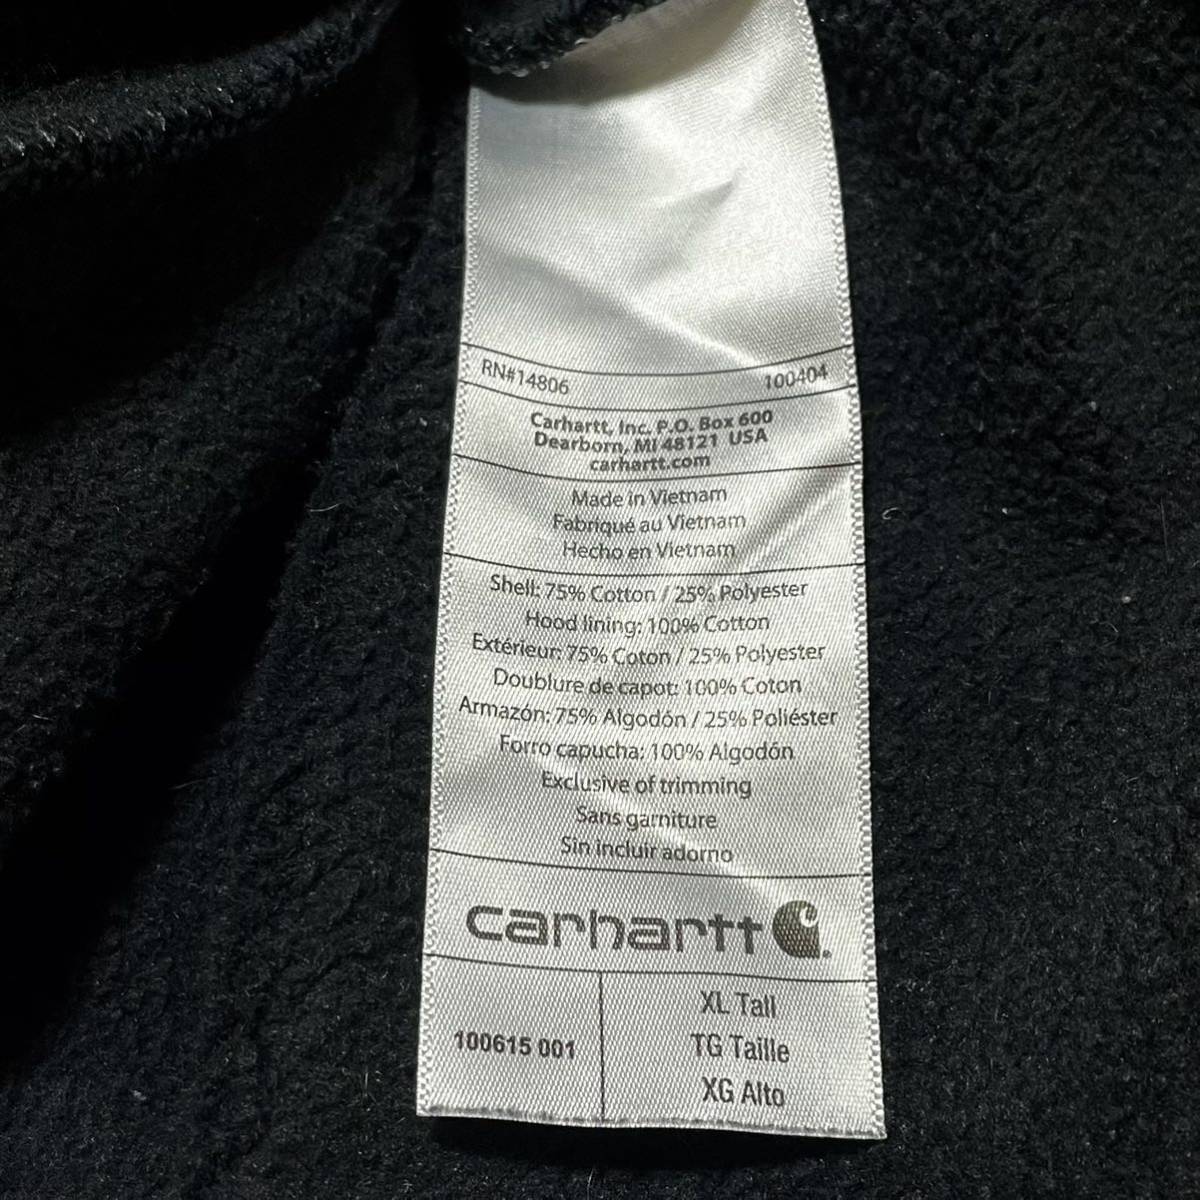 RN#14806 100404
Carhartt, Inc. P.O. Box 600
Dearborn, MI 48121 USA
carhartt.com
Made in Vietnam
Fabriqué au Vietnam
Hecho en Vietnam
Shell: 75% Cotton / 25% Polyester
Hood lining: 100% Cotton
Extérieur: 75% Coton / 25% Polyester
Doublure de capot: 100% Coton
Armazón: 75% Algodón / 25% Poliéster
Forro capucha: 100% Algodón
Exclusive of trimming
Sans garniture
Sin incluir adorno
carhartt
100615 001
XL Tall
TG Taille
XG Alto